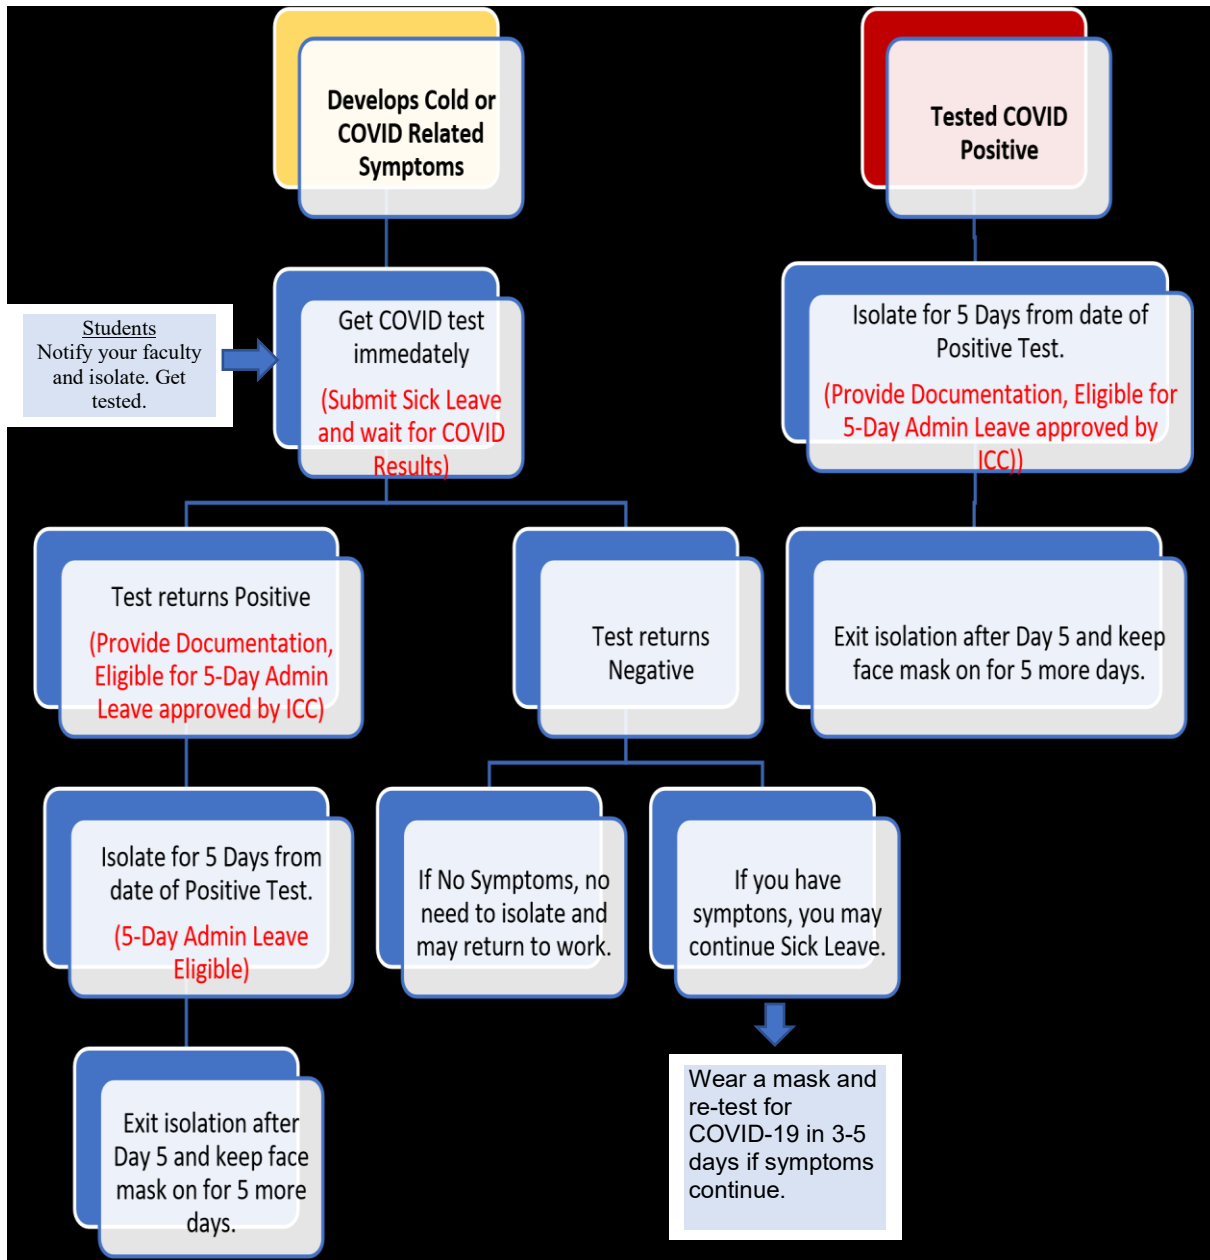 Develops Cold or
COVID Related
Symptoms
Tested COVID
Positive
Students
Notify your faculty
and isolate. Get
tested.
Get COVID test
immedately
(Submit Sick Leave
and wait for COVID
Results)
Isolate for 5 Days from date of
Positive Test.
(Provide Documentation, Eligible for
5-Day Admin Leave approved by
ICC))
Test returns Positive
(Provide Documentation,
Eligible for 5-Day Admin
Leave approved by ICC)
Test returns
Negative
Exit isolation after Day 5 and keep
face mask on for 5 more days.
Isolate for 5 Days from
date of Positive Test.
(5-Day Admin Leave
Eligible)
If No Symptoms, no
need to isolate and
may return to work.
If you have
symptons, you may
continue Sick Leave.
Exit isolation after
Day 5 and keep face
mask on for 5 more
days.
Wear a mask and
re-test for
COVID-19 in 3-5
days if symptoms
continue.